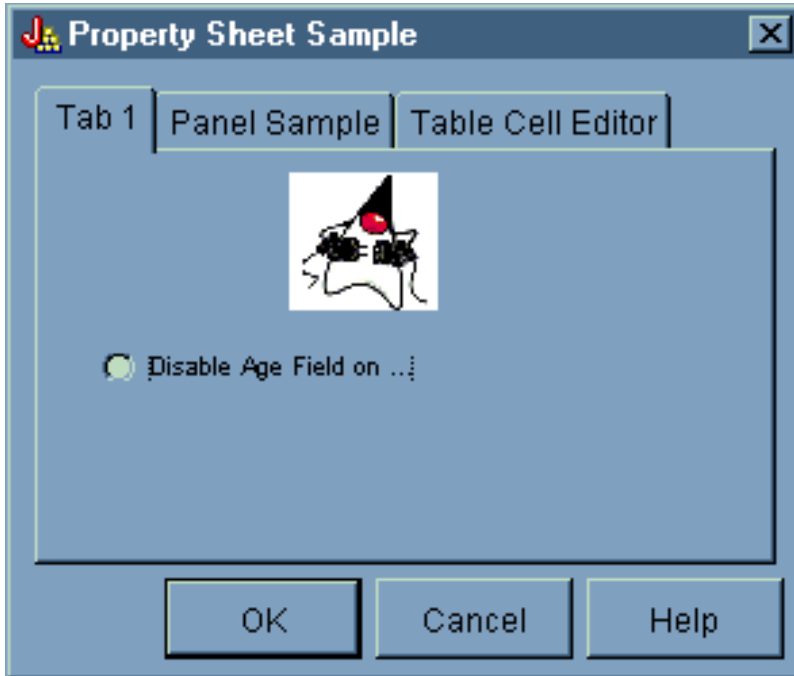 Property Sheet Sample
Tab 1 Panel Sample Table Cell Editor
Disable Age Field on ...
OK Cancel Help